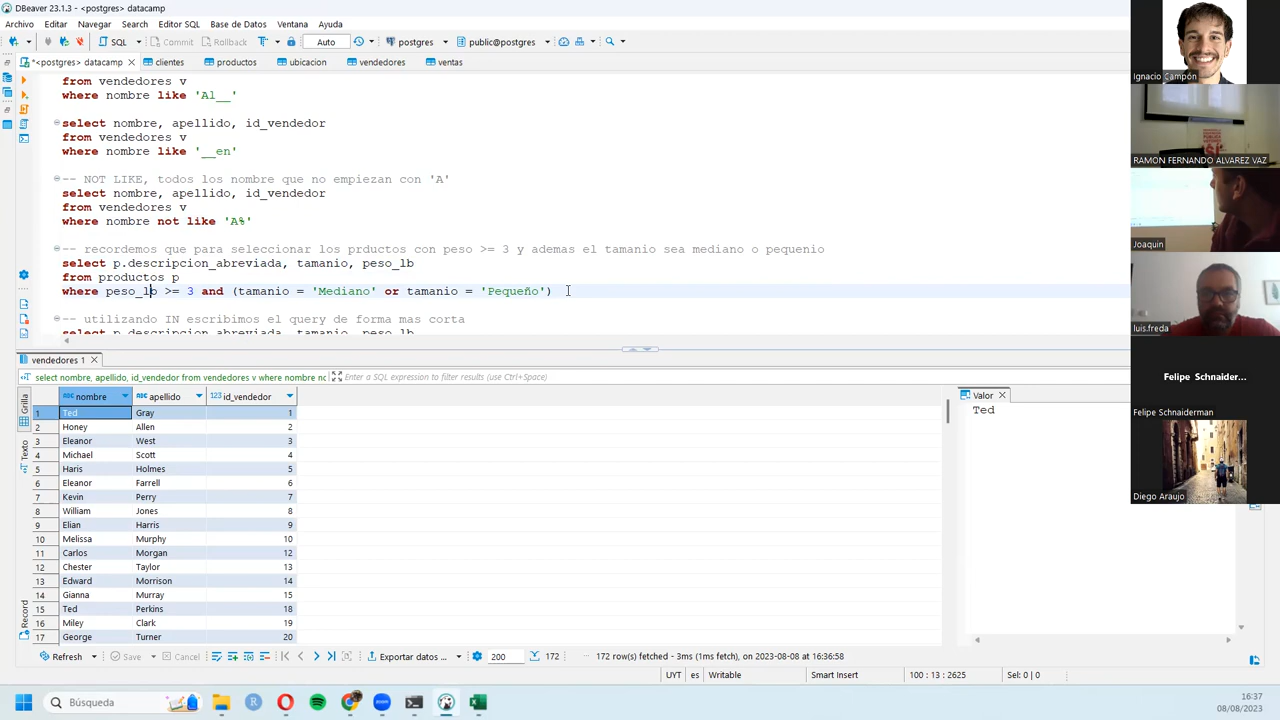 DBeaver 23.1.3 - <postgres> datacamp
Archivo Editar Navegar Search Editor SQL Base de Datos Ventana Ayuda
SQL Commit Rollback Auto postgres public@postgres
*<postgres> datacamp clientes productos ubicacion vendedores ventas
from vendedores v
where nombre like 'Al__'
select nombre, apellido, id_vendedor
from vendedores v
where nombre like '__en'
-- NOT LIKE, todos los nombre que no empiezan con 'A'
select nombre, apellido, id_vendedor
from vendedores v
where nombre not like 'A%'
-- recordemos que para seleccionar los prductos con peso >= 3 y ademas el tamanio sea mediano o pequenio
select p.descripcion_abreviada, tamanio, peso_lb
from productos p
where peso_lb >= 3 and (tamanio = 'Mediano' or tamanio = 'Pequeño')
-- utilizando IN escribimos el query de forma mas corta
select p.descripcion_abreviada, tamanio, peso_lb
vendedores 1
select nombre, apellido, id_vendedor from vendedores v where nombre nc Enter a SQL expression to filter results (use Ctrl+Space)
Grilla
Texto
Record
nombre apellido 123 id_vendedor
1 Ted Gray 1
2 Honey Allen 2
3 Eleanor West 3
4 Michael Scott 4
5 Haris Holmes 5
6 Eleanor Farrell 6
7 Kevin Perry 7
8 William Jones 8
9 Elian Harris 9
10 Melissa Murphy 10
11 Carlos Morgan 12
12 Chester Taylor 13
13 Edward Morrison 14
14 Gianna Murray 15
15 Ted Perkins 18
16 Miley Clark 19
17 George Turner 20
Valor
Ted
Refresh Save Cancel Exportar datos ... 200 172 172 row(s) fetched - 3ms (1ms fetch), on 2023-08-08 at 16:36:58
UYT es Writable Smart Insert 100 : 13 : 2625 Sel: 0 | 0
Búsqueda
16:37
08/08/2023
Ignacio Campón
RAMON FERNANDO ALVAREZ VAZ
Joaquin
luis.freda
Felipe Schnaider...
Felipe Schnaiderman
Diego Araujo